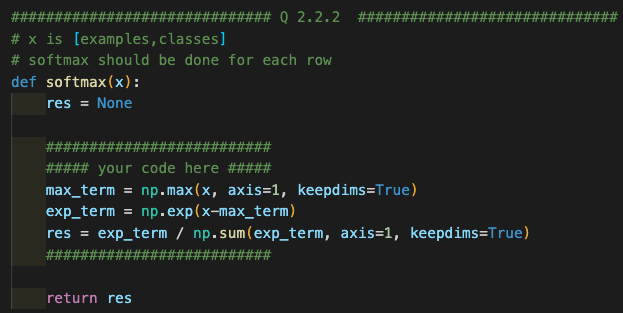 ############################# Q 2.2.2  #############################
# x is [examples,classes]
# softmax should be done for each row
def softmax(x):
    res = None

    ##########################
    ##### your code here #####
    max_term = np.max(x, axis=1, keepdims=True)
    exp_term = np.exp(x-max_term)
    res = exp_term / np.sum(exp_term, axis=1, keepdims=True)
    ##########################

    return res